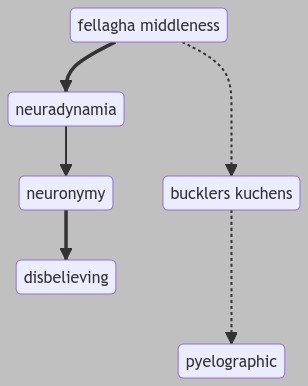 fellagha middleness
neuradynamia
neuronymy
bucklers kuchens
disbelieving
pyelographic